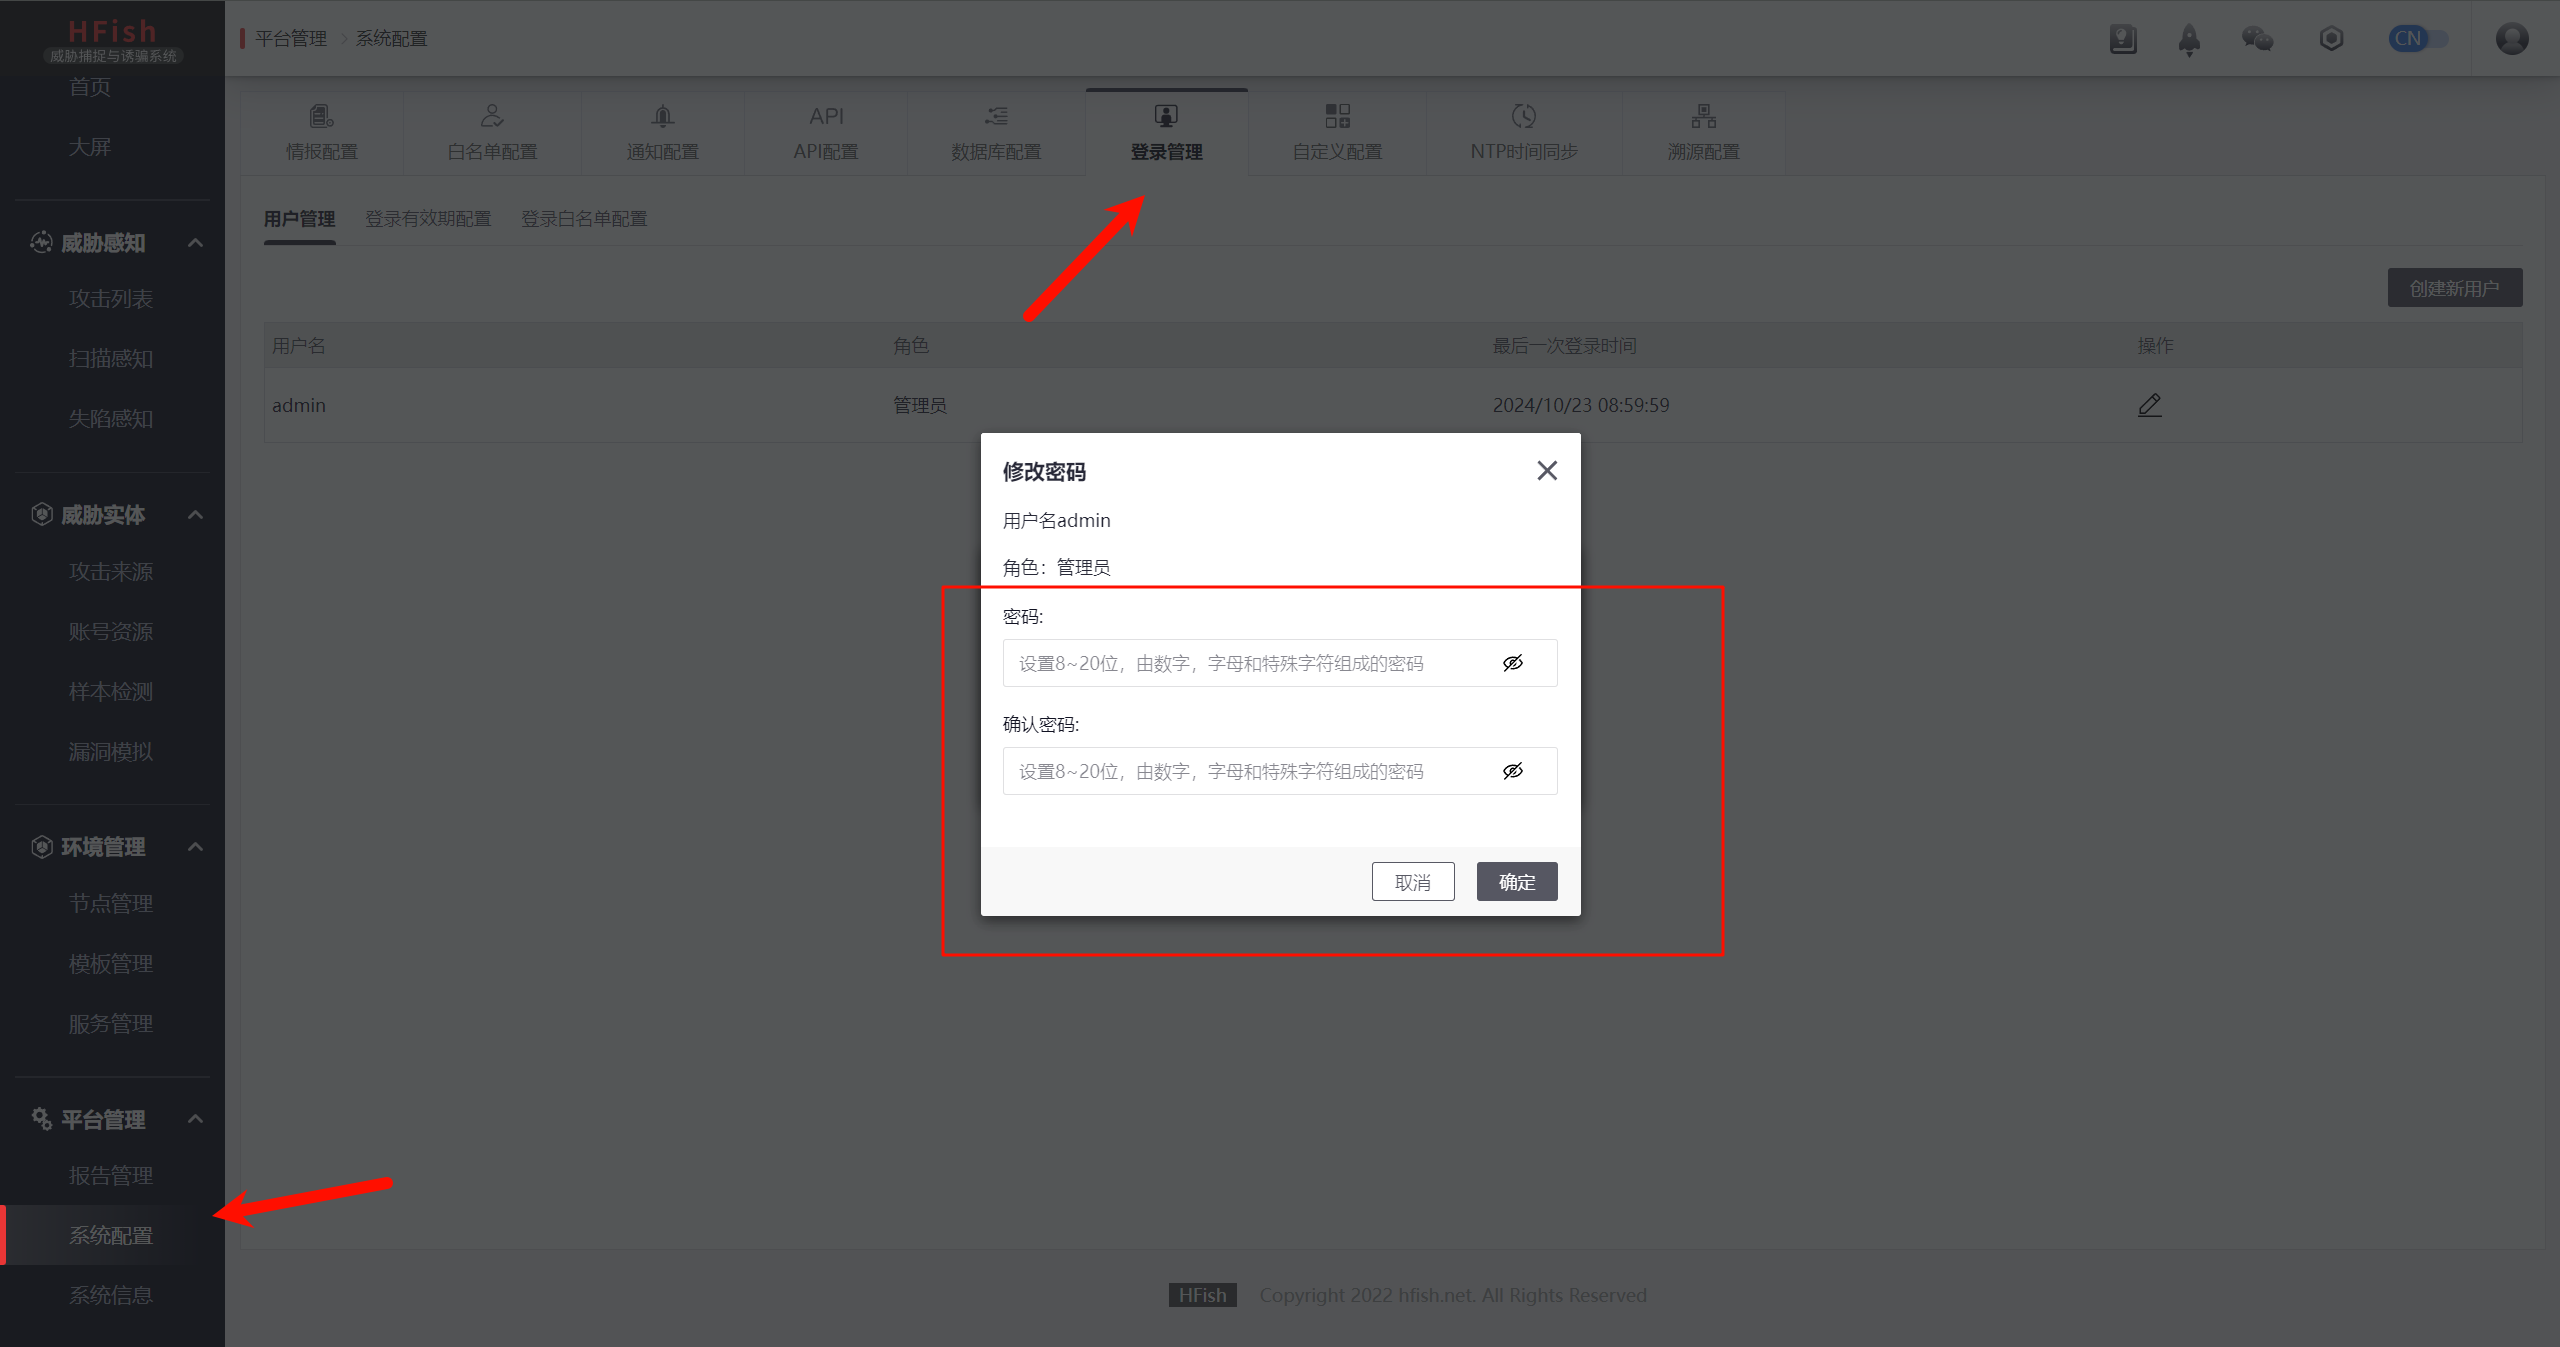 HFish
威胁捕捉与诱骗系统
首页
大屏
威胁感知
攻击列表
扫描感知
失陷感知
威胁实体
攻击来源
账号资源
样本检测
漏洞模拟
环境管理
节点管理
模板管理
服务管理
平台管理
报告管理
系统配置
系统信息
平台管理 > 系统配置
CN
情报配置
白名单配置
通知配置
API
API配置
数据库配置
登录管理
自定义配置
NTP时间同步
溯源配置
用户管理 登录有效期配置 登录白名单配置
创建新用户
用户名 角色 最后一次登录时间 操作
admin 管理员 2024/10/23 08:59:59
修改密码
用户名admin
角色：管理员
密码:
设置8~20位，由数字，字母和特殊字符组成的密码
确认密码:
设置8~20位，由数字，字母和特殊字符组成的密码
取消 确定
HFish Copyright 2022 hfish.net. All Rights Reserved